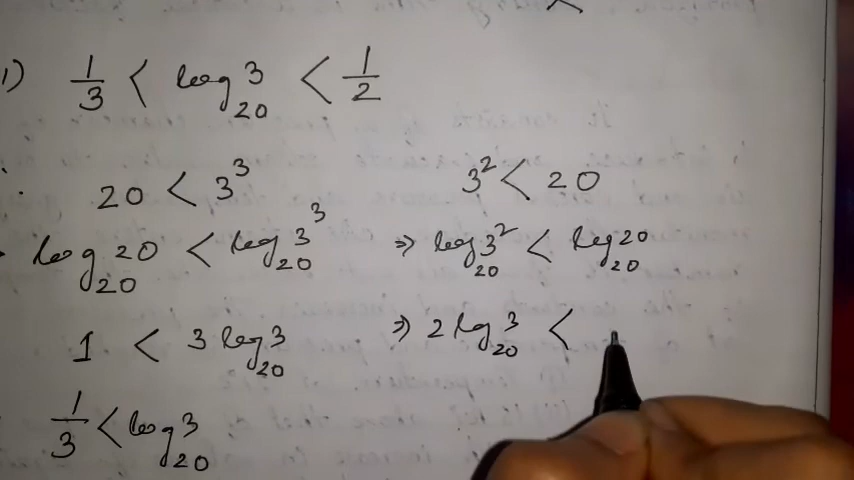 1) 1/3 < log₂₀ 3 < 1/2
20 < 3³
3² < 20
log₂₀ 20 < log₂₀ 3³
⇒ log₂₀ 3² < log₂₀ 20
1 < 3 log₂₀ 3
⇒ 2 log₂₀ 3 <
1/3 < log₂₀ 3